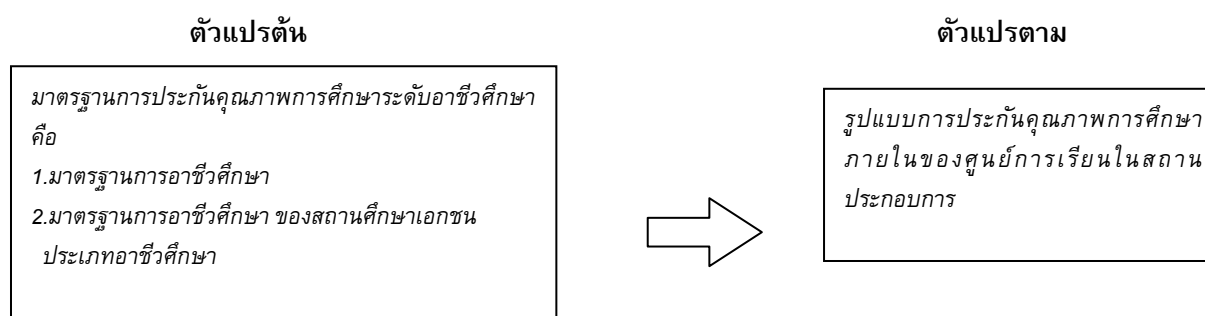 ตัวแปรต้น
ตัวแปรตาม
มาตรฐานการประกันคุณภาพการศึกษาระดับอาชีวศึกษา
คือ
1.มาตรฐานการอาชีวศึกษา
2.มาตรฐานการอาชีวศึกษา ของสถานศึกษาเอกชน
ประเภทอาชีวศึกษา
รูปแบบการประกันคุณภาพการศึกษา
ภายในของศูนย์การเรียนในสถาน
ประกอบการ